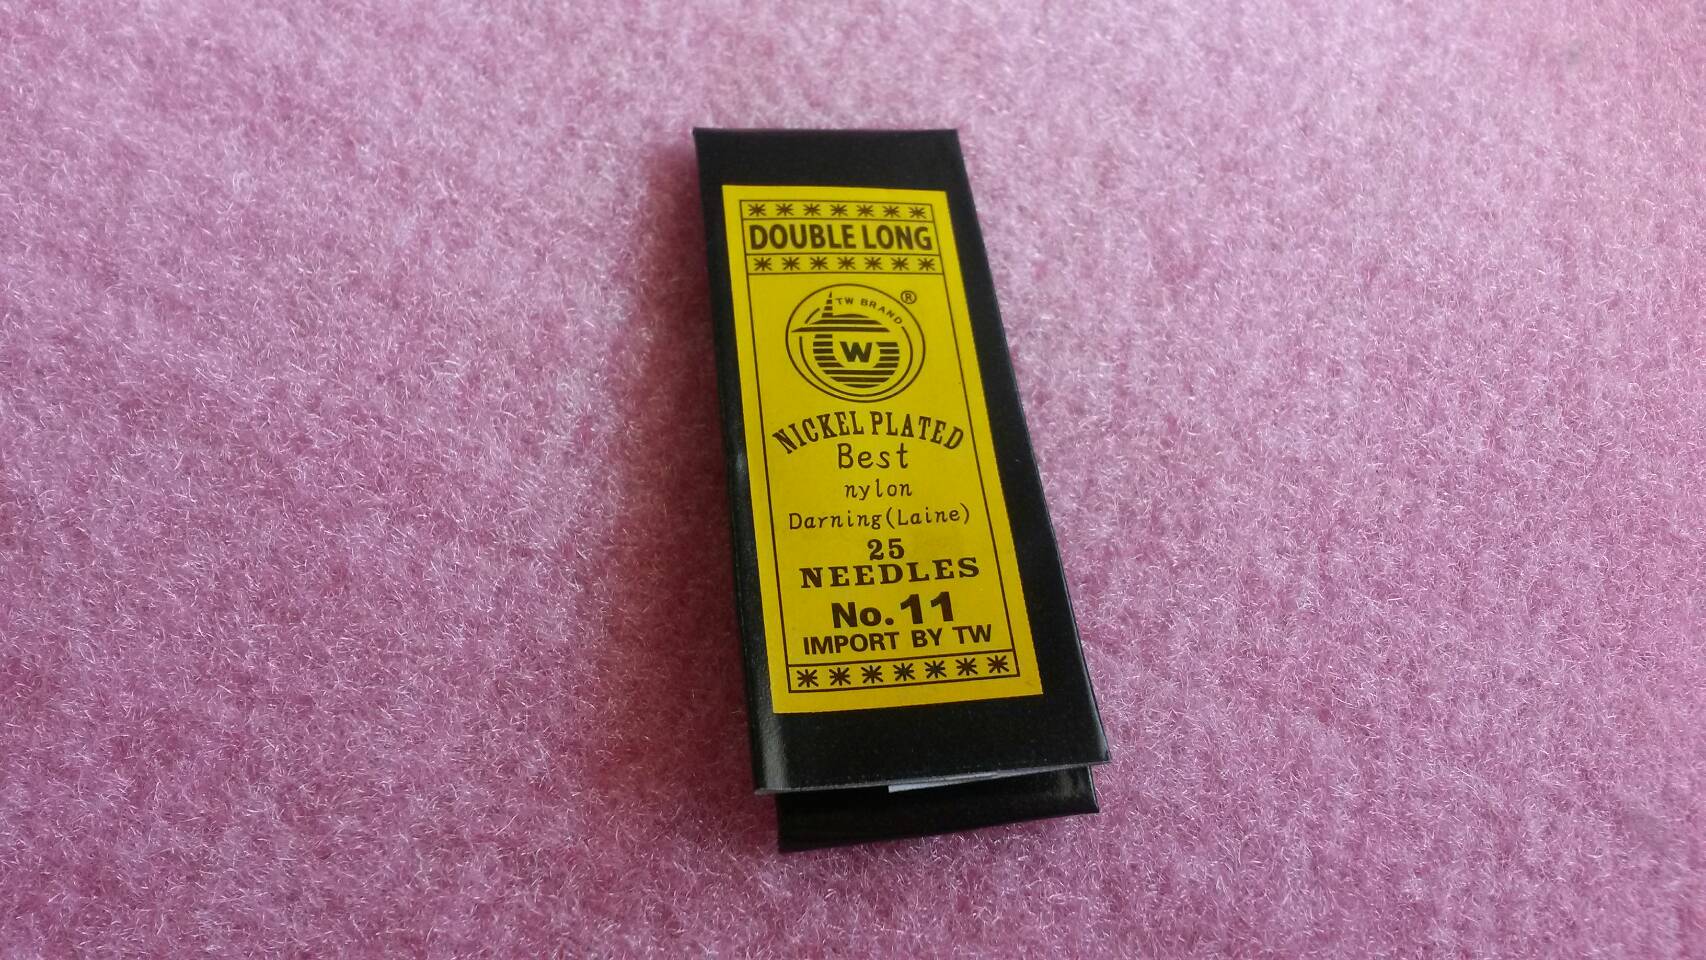 DOUBLE LONG
TW BRAND
®
W
NICKEL PLATED
Best
nylon
Darning(Laine)
25
NEEDLES
No. 11
IMPORT BY TW